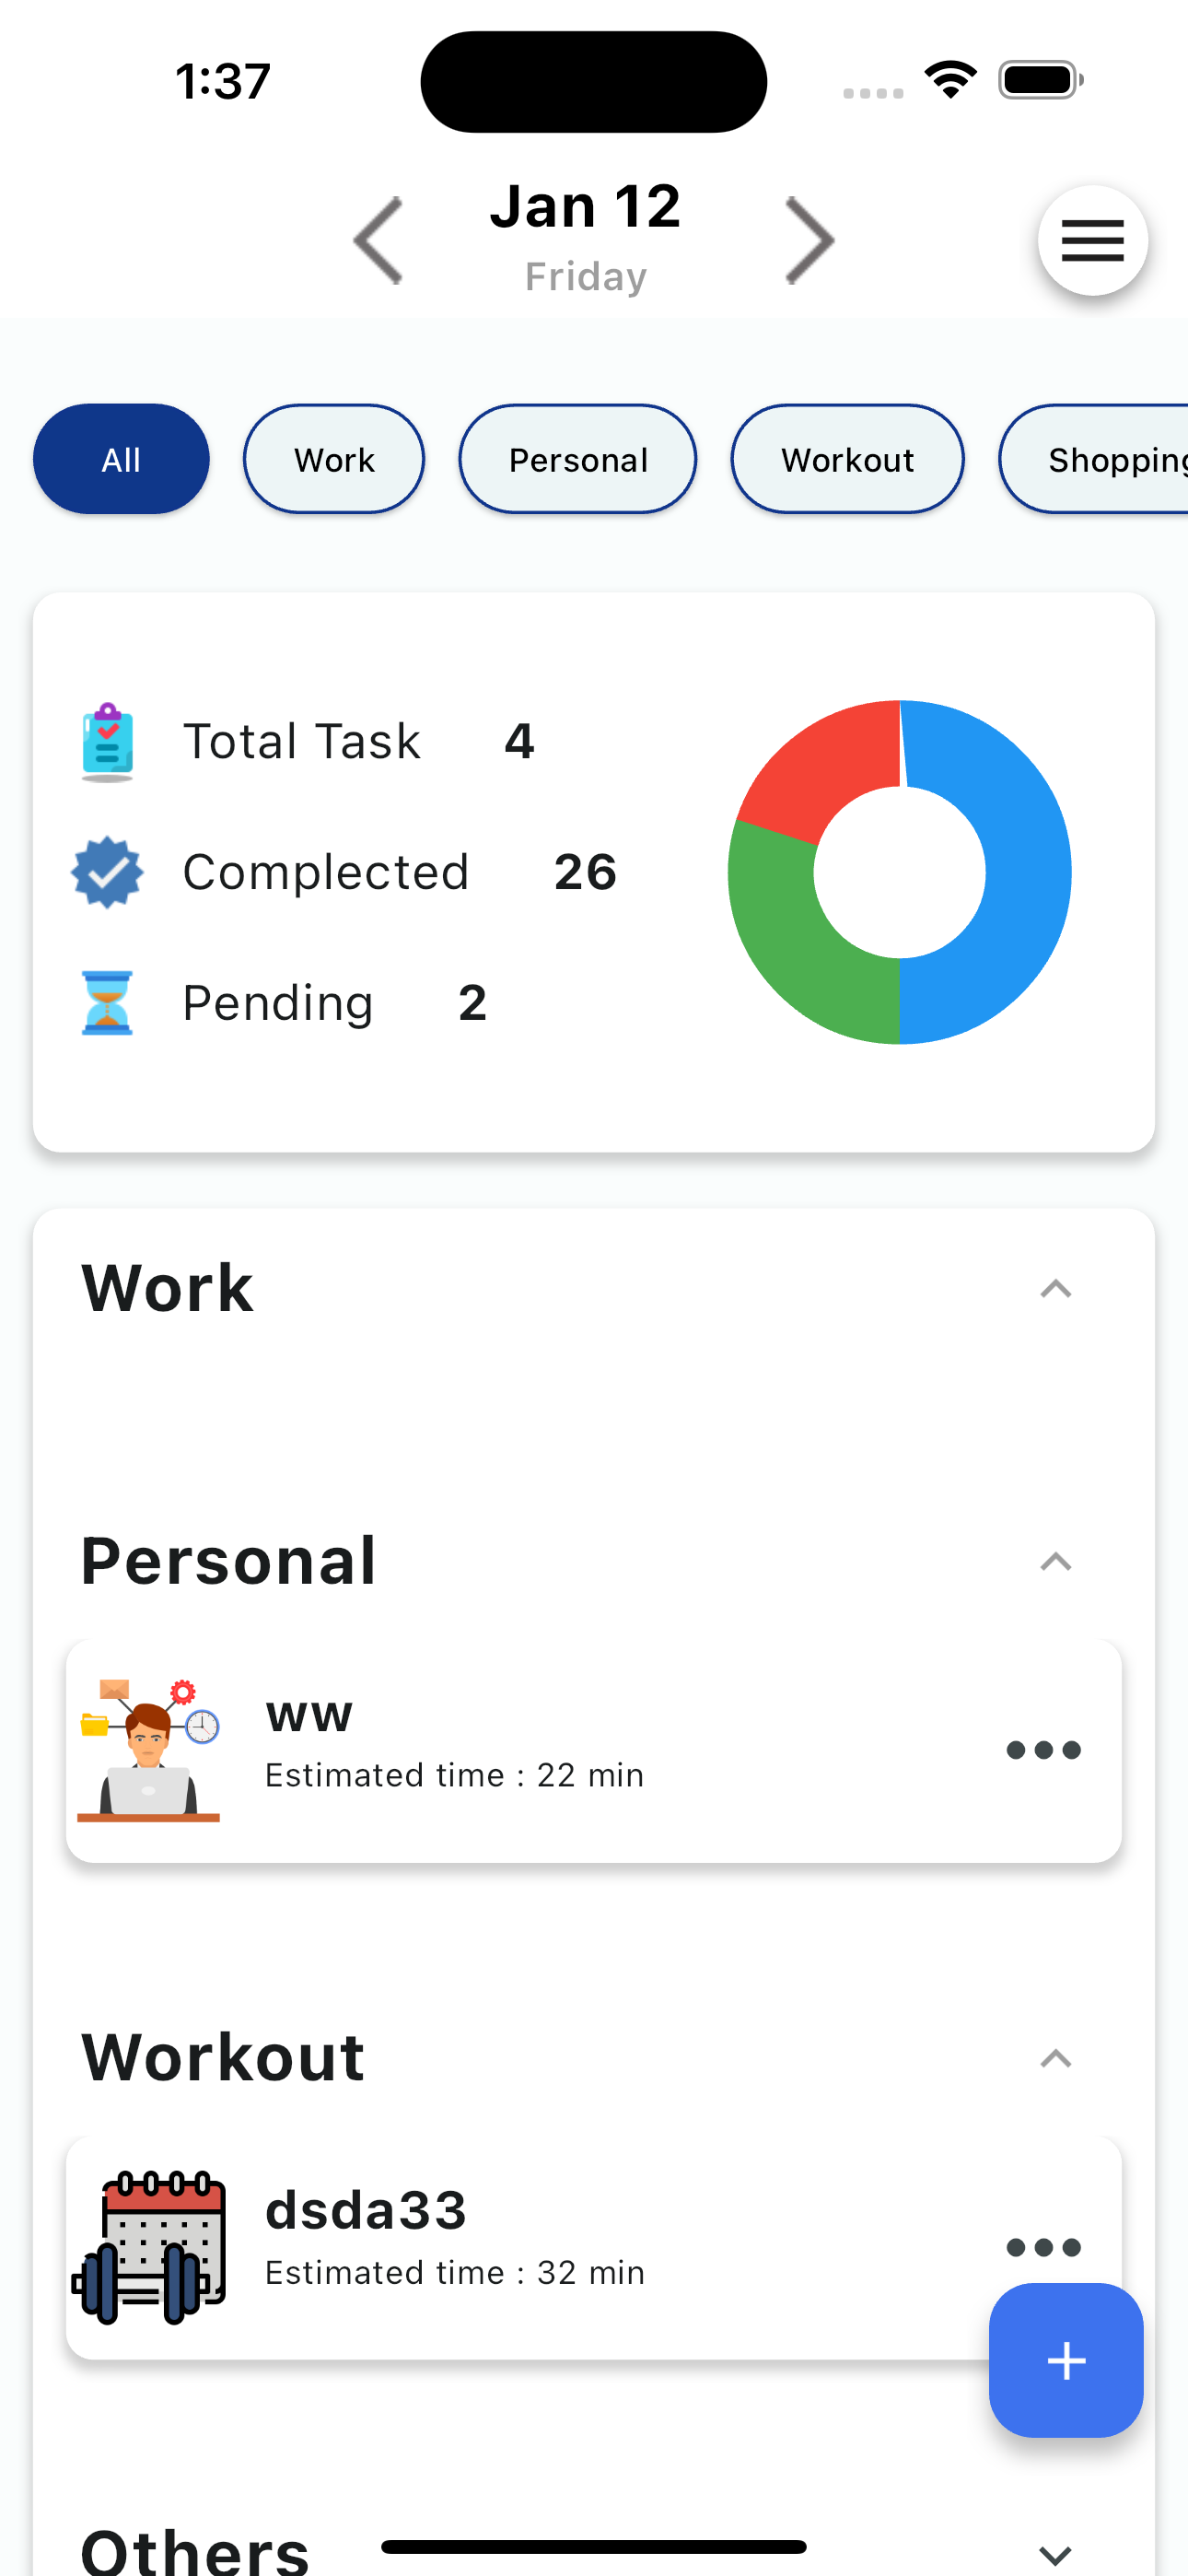 1:37
Jan 12
Friday
All
Work
Personal
Workout
Shopping
Total Task 4
Complected 26
Pending 2
Work
Personal
ww
Estimated time : 22 min
Workout
dsda33
Estimated time : 32 min
Others